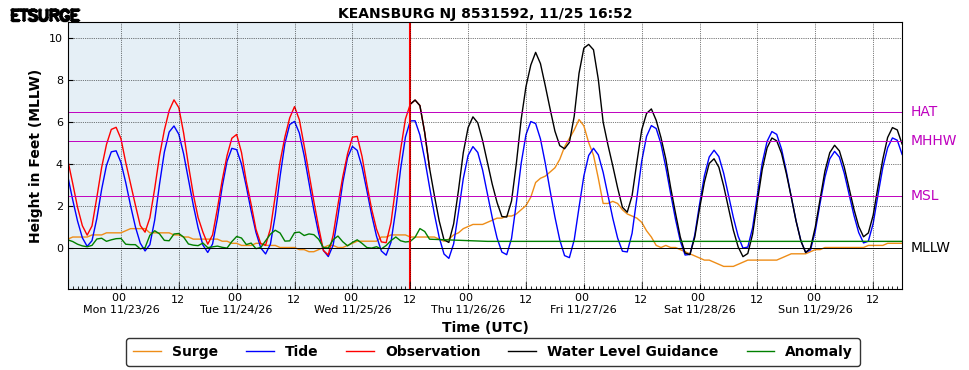 ETSURGE
KEANSBURG NJ 8531592, 11/25 16:52
Height in Feet (MLLW)
10
8
6
4
2
0
HAT
MHHW
MSL
MLLW
00 12 00 12 00 12 00 12 00 12 00 12 00 12
Mon 11/23/26 Tue 11/24/26 Wed 11/25/26 Thu 11/26/26 Fri 11/27/26 Sat 11/28/26 Sun 11/29/26
Time (UTC)
Surge Tide Observation Water Level Guidance Anomaly